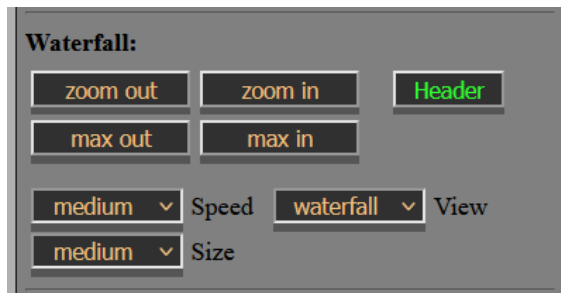 Waterfall:
zoom out zoom in Header
max out max in
medium Speed waterfall View
medium Size